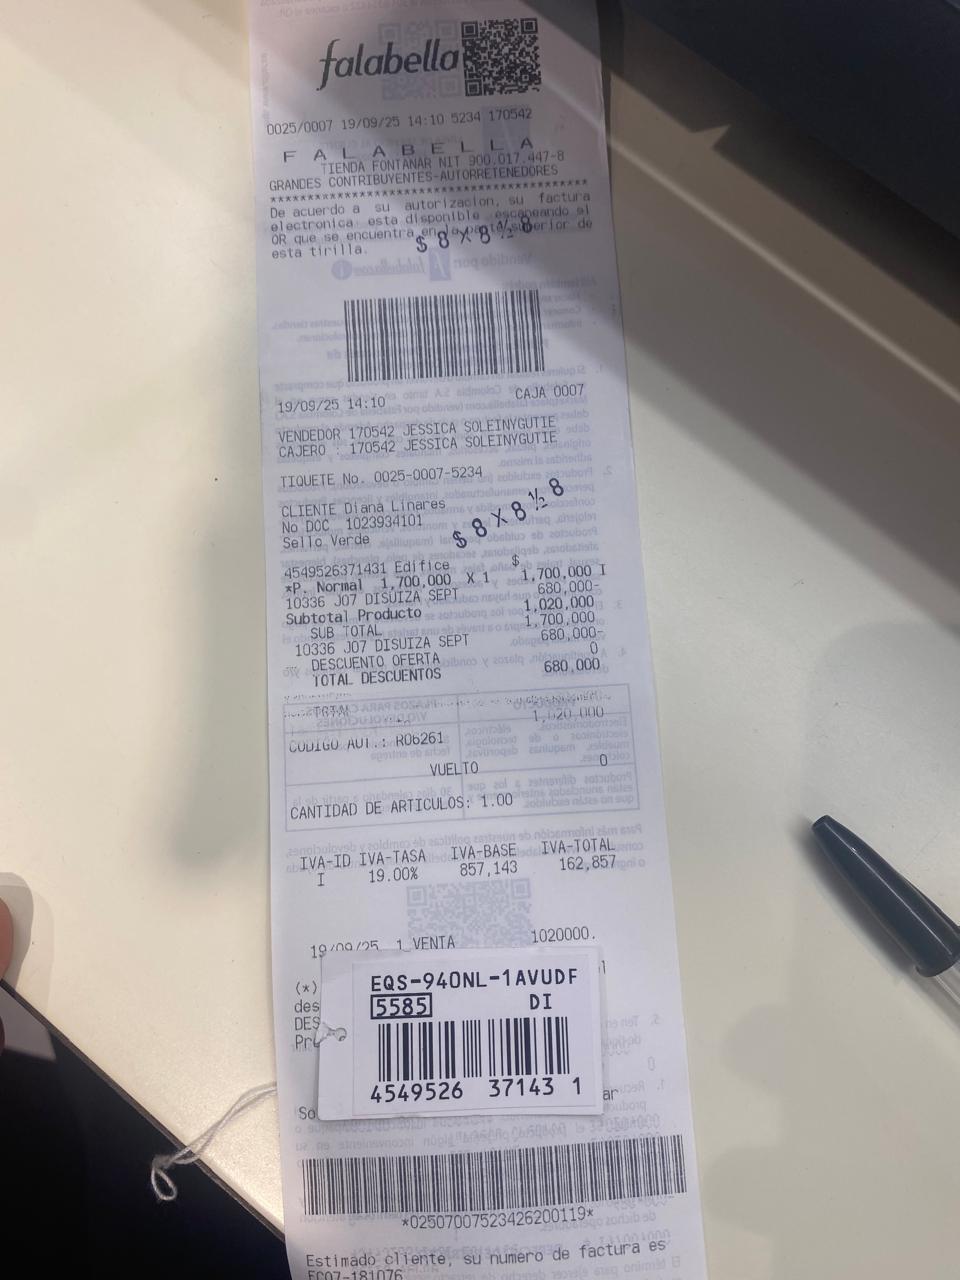 falabella
0025/0007 19/09/25 14:10 5234 170542
F A L A B E L L A
TIENDA FONTANAR NIT 900.017.447-8
GRANDES CONTRIBUYENTES-AUTORRETENEDORES
****************************************
De acuerdo a su autorizacion, su factura
electronica esta disponible escaneando el
QR que se encuentra en la parte superior de
esta tirilla.
$ 8 X 8 ½ 8
19/09/25 14:10 CAJA 0007
VENDEDOR 170542 JESSICA SOLEINYGUTIE
CAJERO : 170542 JESSICA SOLEINYGUTIE
TIQUETE No. 0025-0007-5234
CLIENTE Diana Linares
No DOC 1023934101
Sello Verde
$ 8 X 8 ½ 8
$
4549526371431 Edifice
*P. Normal 1,700,000 X 1 1,700,000 I
10336 J07 DISUIZA SEPT 680,000-
Subtotal Producto 1,020,000
SUB TOTAL 1,700,000
10336 J07 DISUIZA SEPT 680,000-
DESCUENTO OFERTA 0
TOTAL DESCUENTOS 680,000
TOTAL 1,020,000
CODIGO AUT.: R06261
VUELTO 0
CANTIDAD DE ARTICULOS: 1.00
IVA-ID IVA-TASA IVA-BASE IVA-TOTAL
I 19.00% 857,143 162,857
19/09/25 1 VENTA 1020000.
(*)
des
DES
EQS-940NL-1AVUDF
5585 DI
4549526 37143 1
So ar
*02507007523426200119*
Estimado cliente, su numero de factura es
FC07-181076